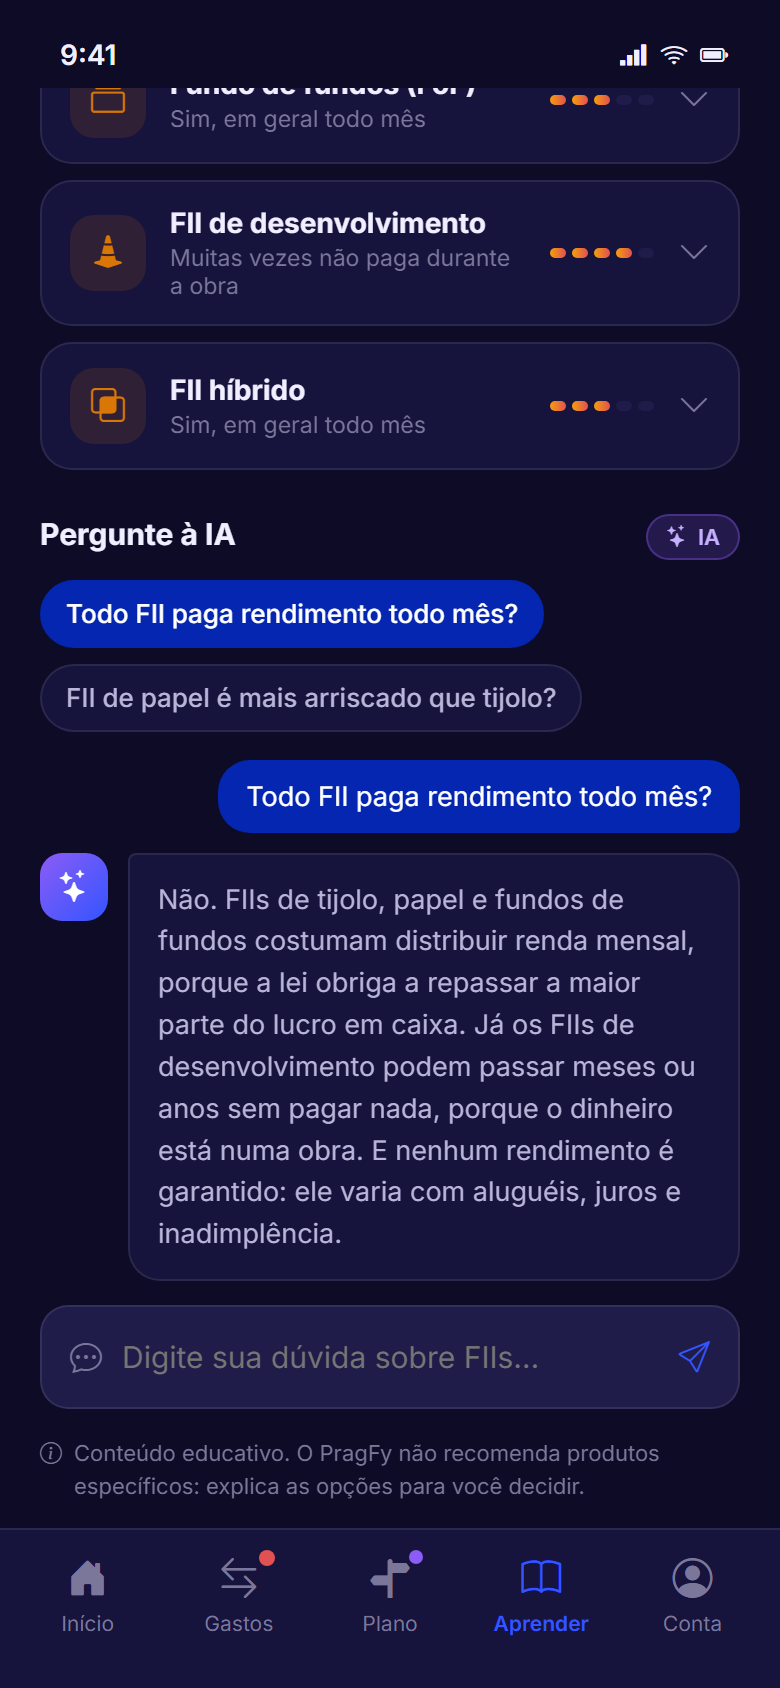 9:41
Fundo de fundos (FoF)
Sim, em geral todo mês
FII de desenvolvimento
Muitas vezes não paga durante
a obra
FII híbrido
Sim, em geral todo mês
Pergunte à IA
IA
Todo FII paga rendimento todo mês?
FII de papel é mais arriscado que tijolo?
Todo FII paga rendimento todo mês?
Não. FIIs de tijolo, papel e fundos de
fundos costumam distribuir renda mensal,
porque a lei obriga a repassar a maior
parte do lucro em caixa. Já os FIIs de
desenvolvimento podem passar meses ou
anos sem pagar nada, porque o dinheiro
está numa obra. E nenhum rendimento é
garantido: ele varia com aluguéis, juros e
inadimplência.
Digite sua dúvida sobre FIIs...
Conteúdo educativo. O PragFy não recomenda produtos
específicos: explica as opções para você decidir.
Início
Gastos
Plano
Aprender
Conta